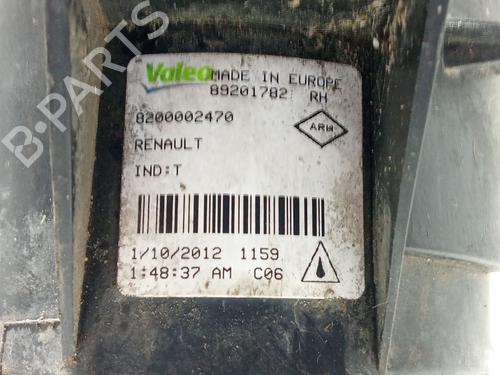 B-PARTS
Valeo MADE IN EUROPE
89201782 RH
8200002470
ARW
RENAULT
IND:T
1/10/2012 1159
1:48:37 AM C06